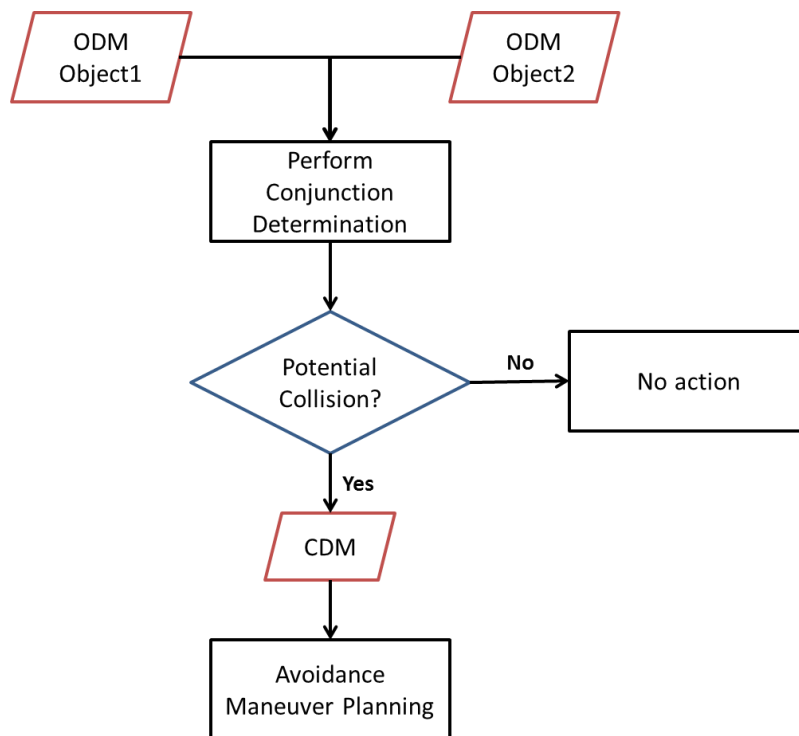 ODM
Object1
ODM
Object2
Perform
Conjunction
Determination
Potential
Collision?
No
No action
Yes
CDM
Avoidance
Maneuver Planning